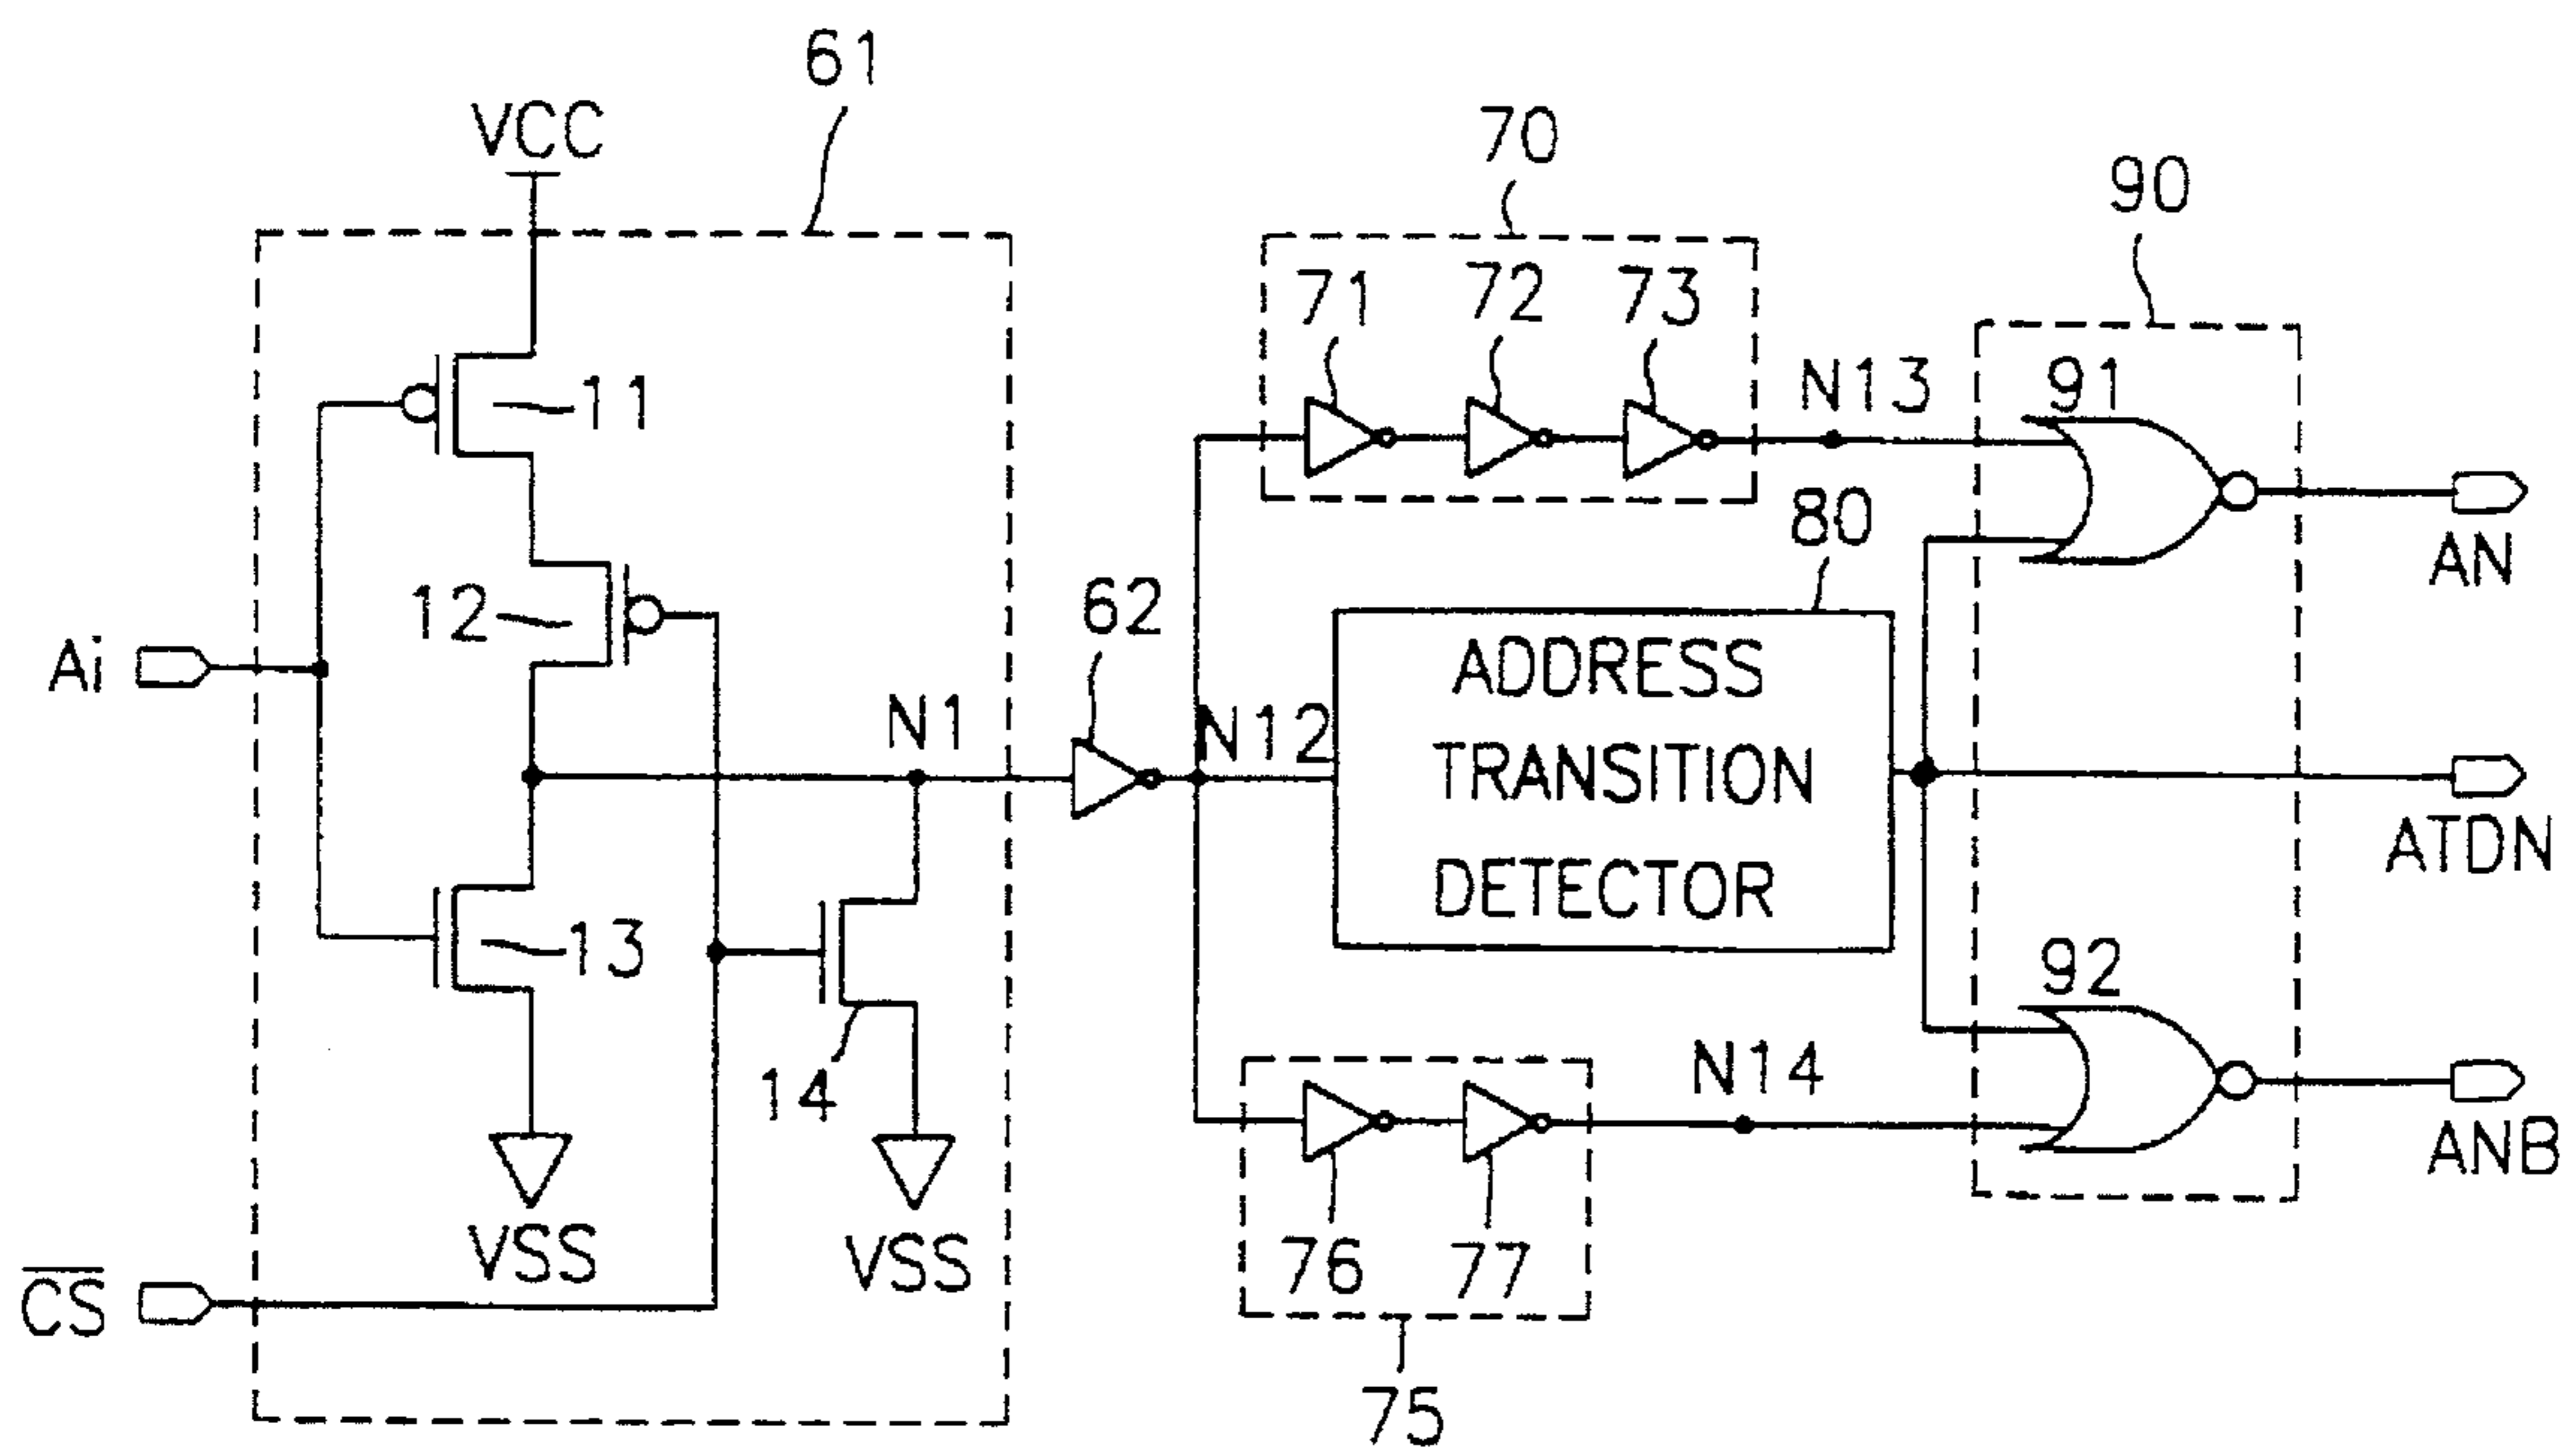 61
VCC
70
90
71
72
73
N13
91
11
80
AN
12
62
ADDRESS
Ai
N1
N12
TRANSITION
ATDN
DETECTOR
13
92
14
N14
ANB
VSS
VSS
76
77
C̅S̅
75